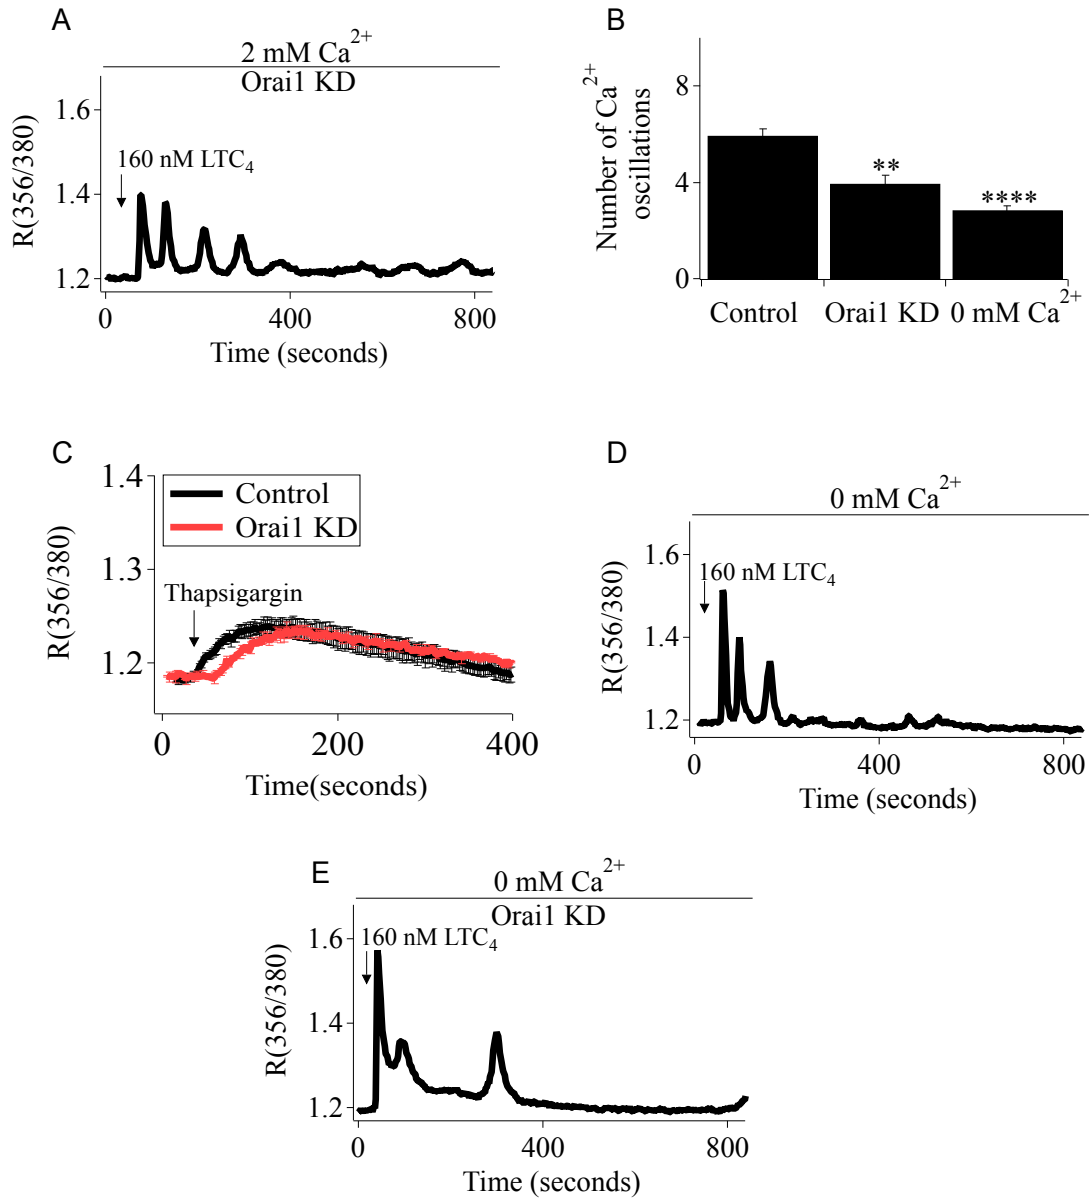 A
2 mM Ca2+
Orai1 KD
160 nM LTC4
R(356/380)
1.6
1.4
1.2
0
400
800
Time (seconds)
B
Number of Ca2+
oscillations
8
4
0
**
****
Control
Orai1 KD
0 mM Ca2+
C
R(356/380)
1.4
1.3
1.2
Control
Orai1 KD
Thapsigargin
0
200
400
Time(seconds)
D
0 mM Ca2+
160 nM LTC4
R(356/380)
1.6
1.4
1.2
0
400
800
Time (seconds)
E
0 mM Ca2+
Orai1 KD
160 nM LTC4
R(356/380)
1.6
1.4
1.2
0
400
800
Time (seconds)